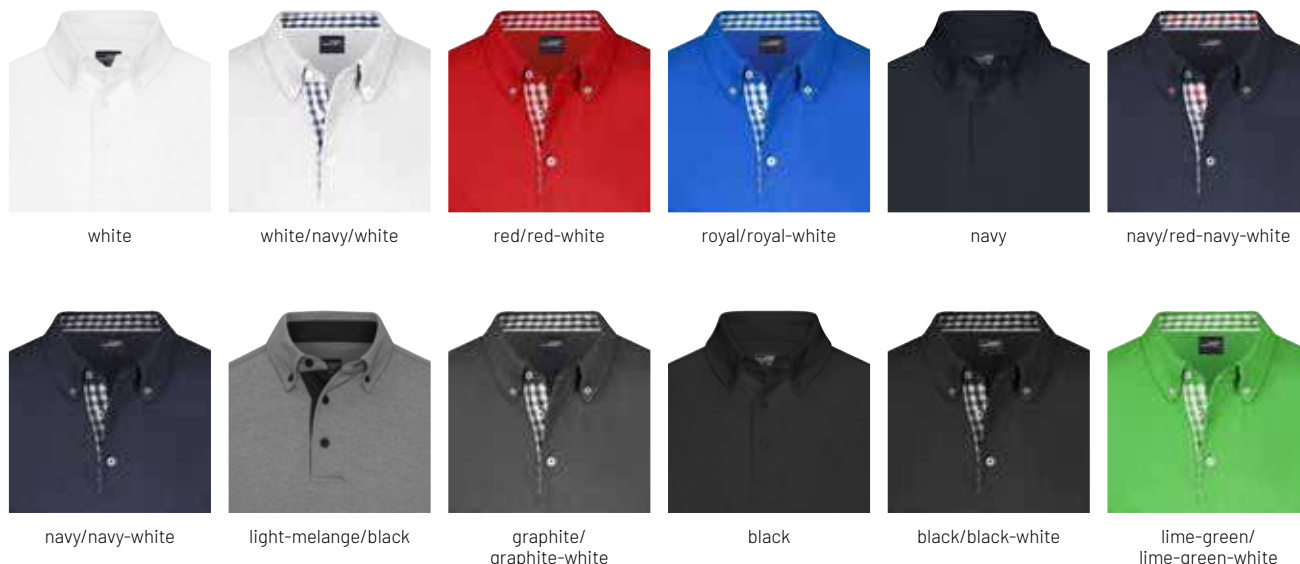 white
white/navy/white
red/red-white
royal/royal-white
navy
navy/red-navy-white
navy/navy-white
light-melange/black
graphite/
graphite-white
black
black/black-white
lime-green/
lime-green-white